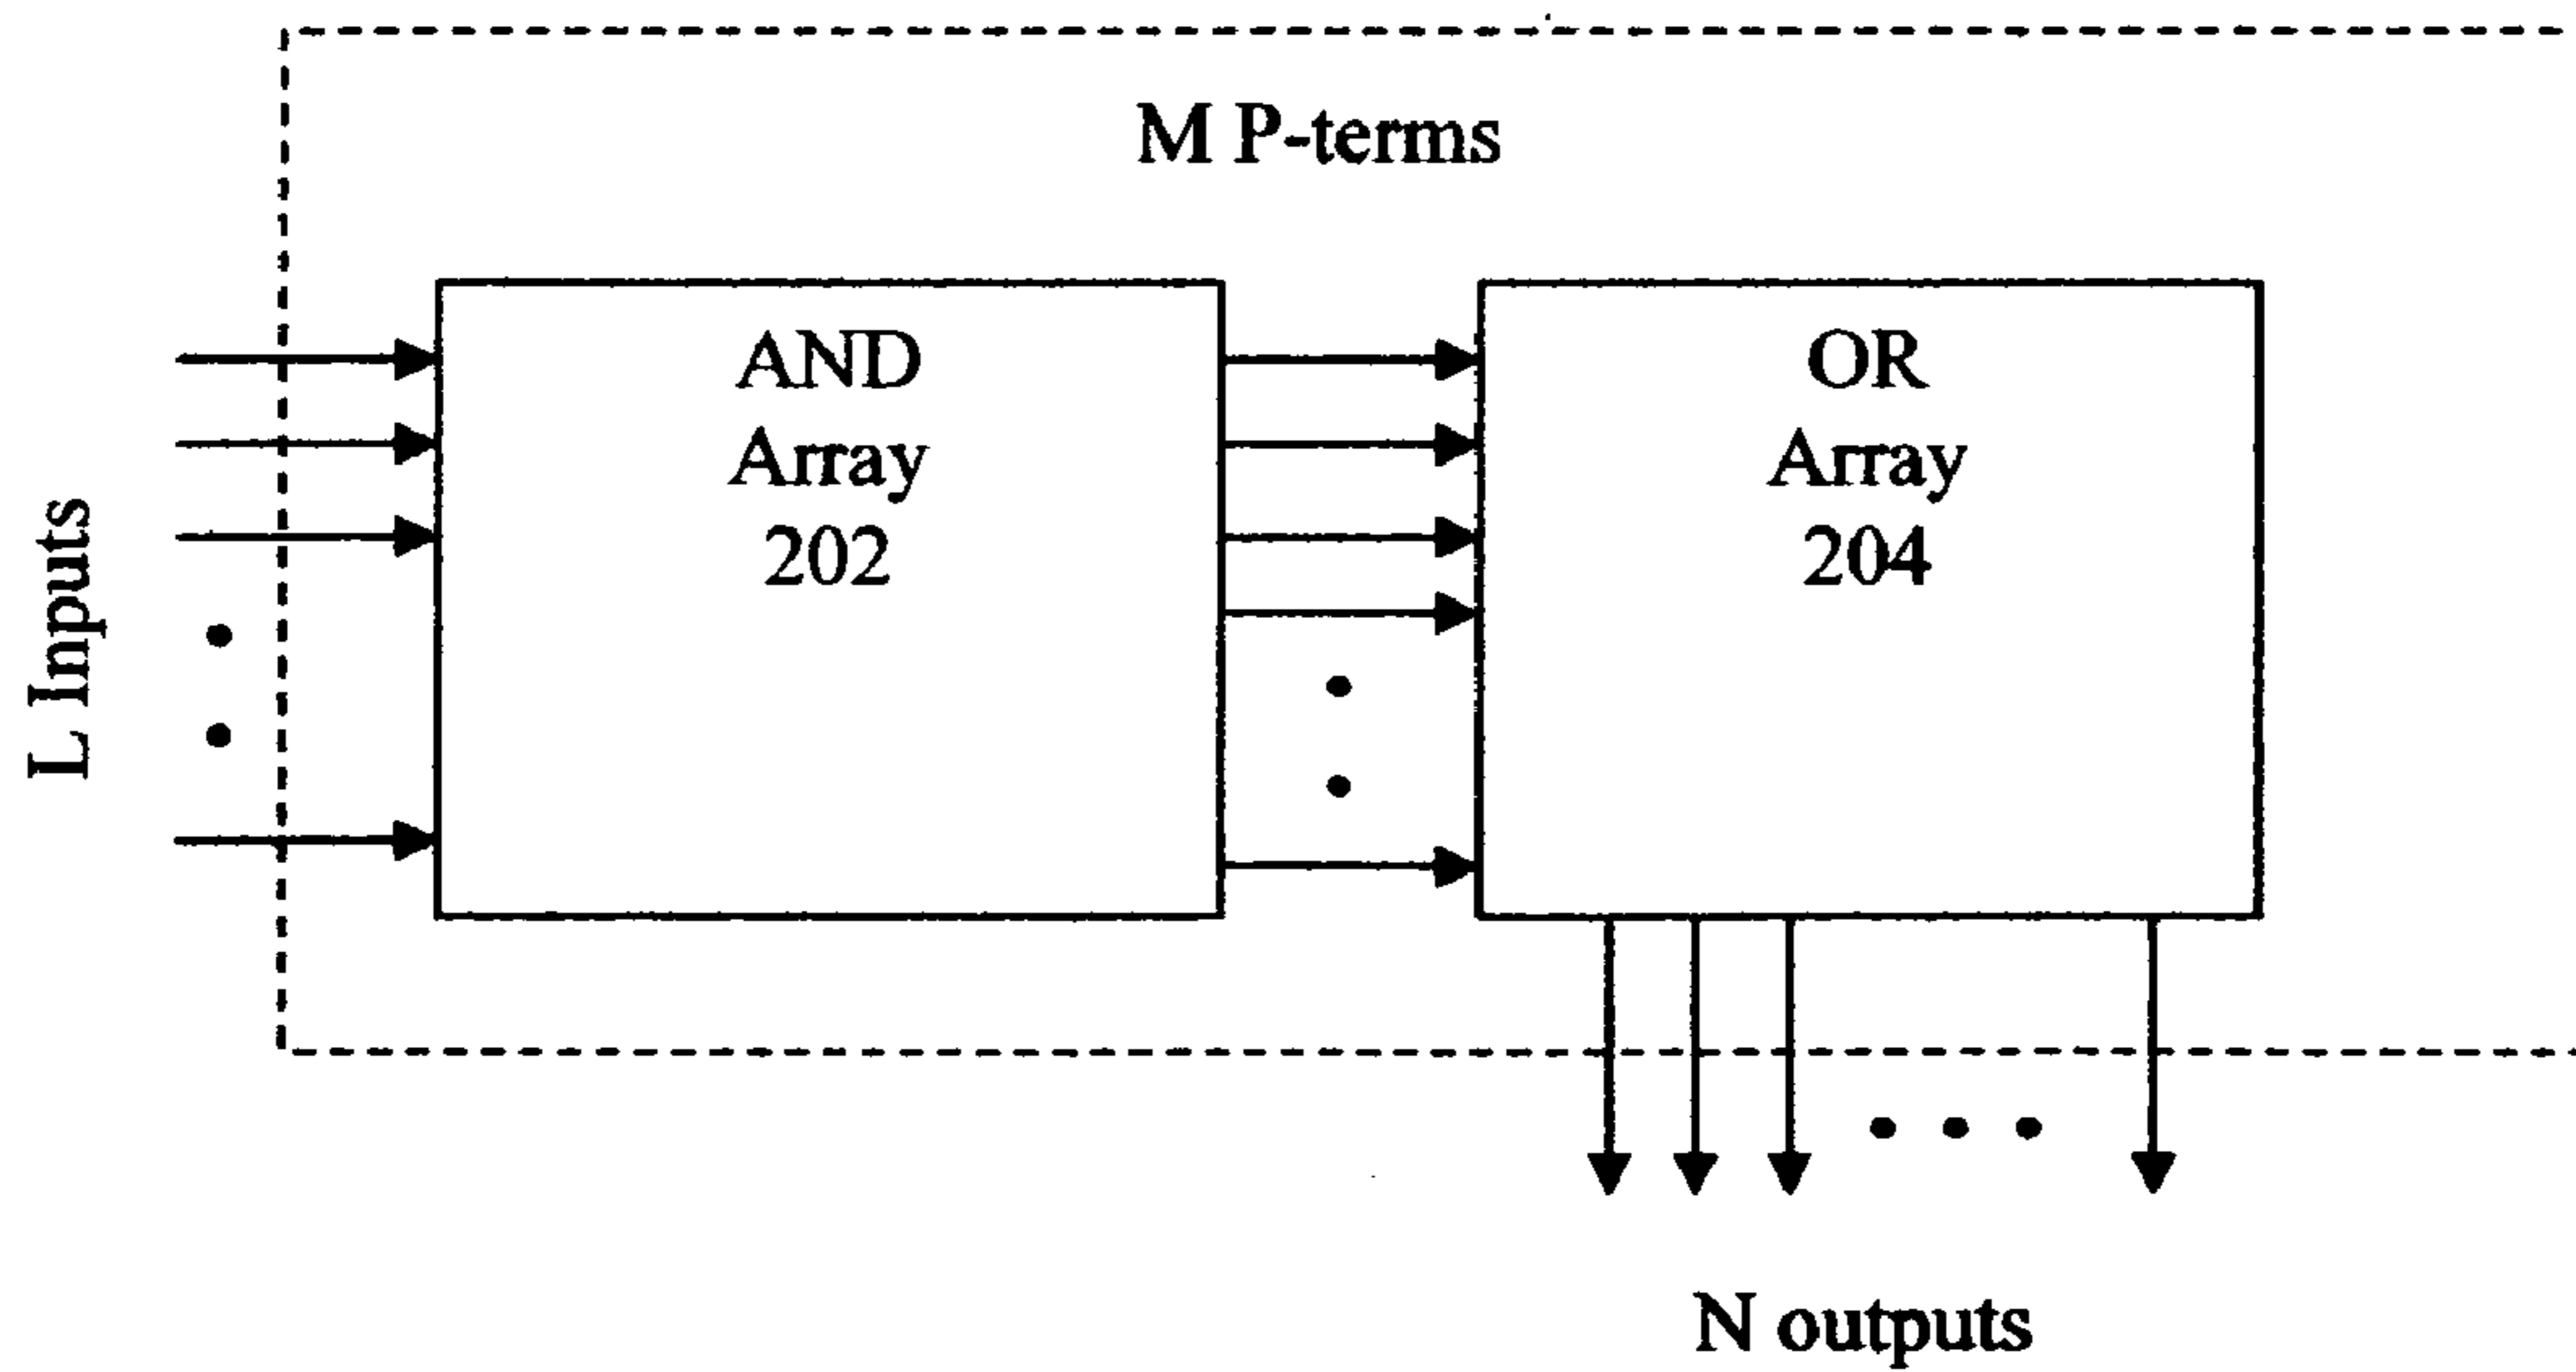 M P-terms
L Inputs
AND
Array
202
OR
Array
204
N outputs